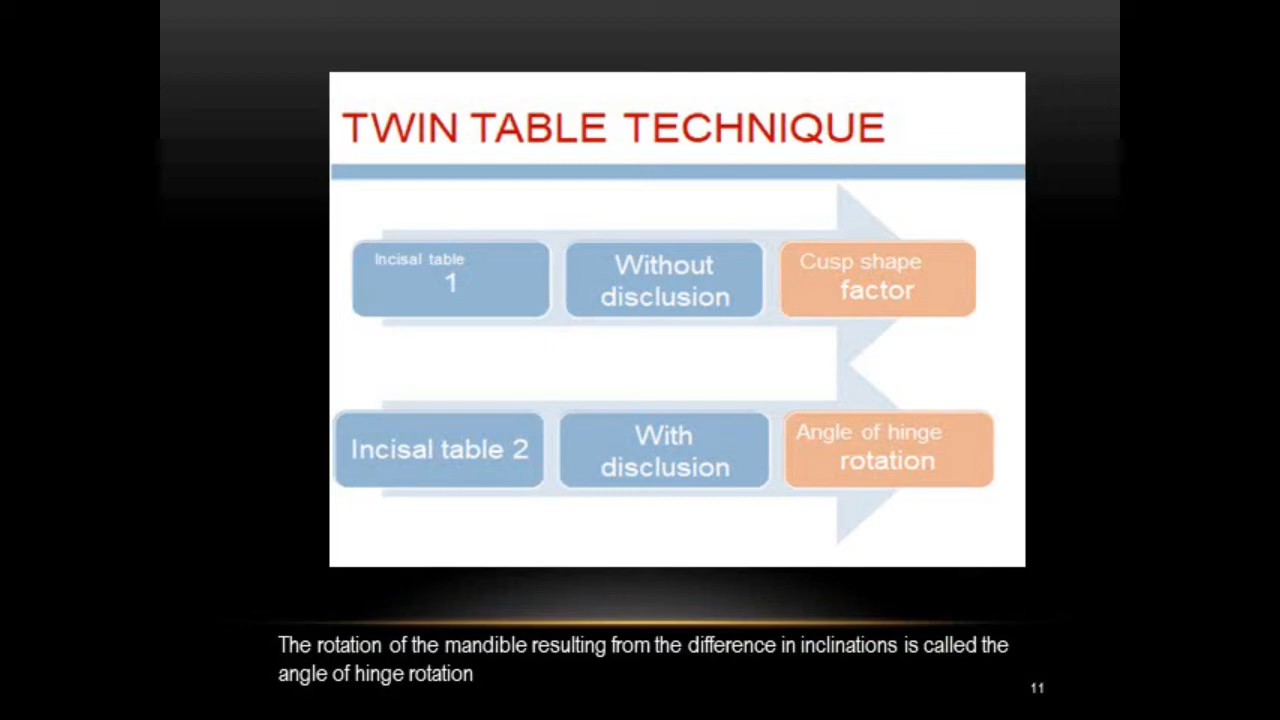 TWIN TABLE TECHNIQUE
Incisal table
1
Without
disclusion
Cusp shape
factor
Incisal table 2
With
disclusion
Angle of hinge
rotation
The rotation of the mandible resulting from the difference in inclinations is called the
angle of hinge rotation
11